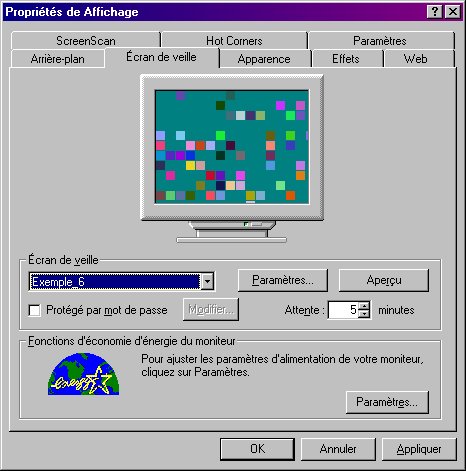 Propriétés de Affichage
ScreenScan Hot Corners Paramètres
Arrière-plan Écran de veille Apparence Effets Web
Écran de veille
Exemple_6 Paramètres... Aperçu
Protégé par mot de passe Modifier... Attente : 5 minutes
Fonctions d'économie d'énergie du moniteur
energy
Pour ajuster les paramètres d'alimentation de votre moniteur,
cliquez sur Paramètres.
Paramètres...
OK Annuler Appliquer